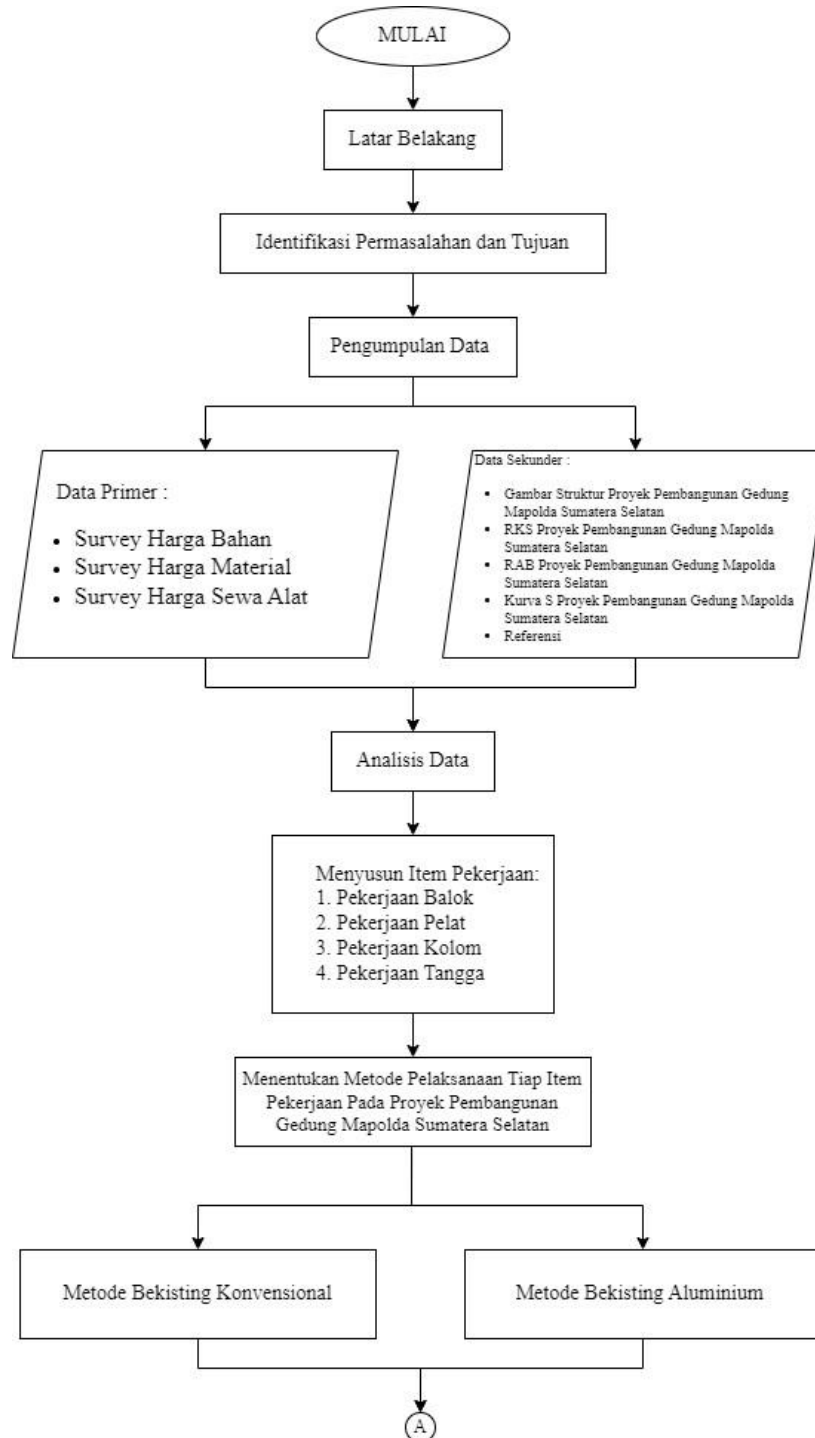 MULAI
Latar Belakang
Identifikasi Permasalahan dan Tujuan
Pengumpulan Data
Data Primer :
• Survey Harga Bahan
• Survey Harga Material
• Survey Harga Sewa Alat
Data Sekunder :
• Gambar Struktur Proyek Pembangunan Gedung
Mapolda Sumatera Selatan
• RKS Proyek Pembangunan Gedung Mapolda
Sumatera Selatan
• RAB Proyek Pembangunan Gedung Mapolda
Sumatera Selatan
• Kurva S Proyek Pembangunan Gedung Mapolda
Sumatera Selatan
• Referensi
Analisis Data
Menyusun Item Pekerjaan:
1. Pekerjaan Balok
2. Pekerjaan Pelat
3. Pekerjaan Kolom
4. Pekerjaan Tangga
Menentukan Metode Pelaksanaan Tiap Item
Pekerjaan Pada Proyek Pembangunan
Gedung Mapolda Sumatera Selatan
Metode Bekisting Konvensional
Metode Bekisting Aluminium
A